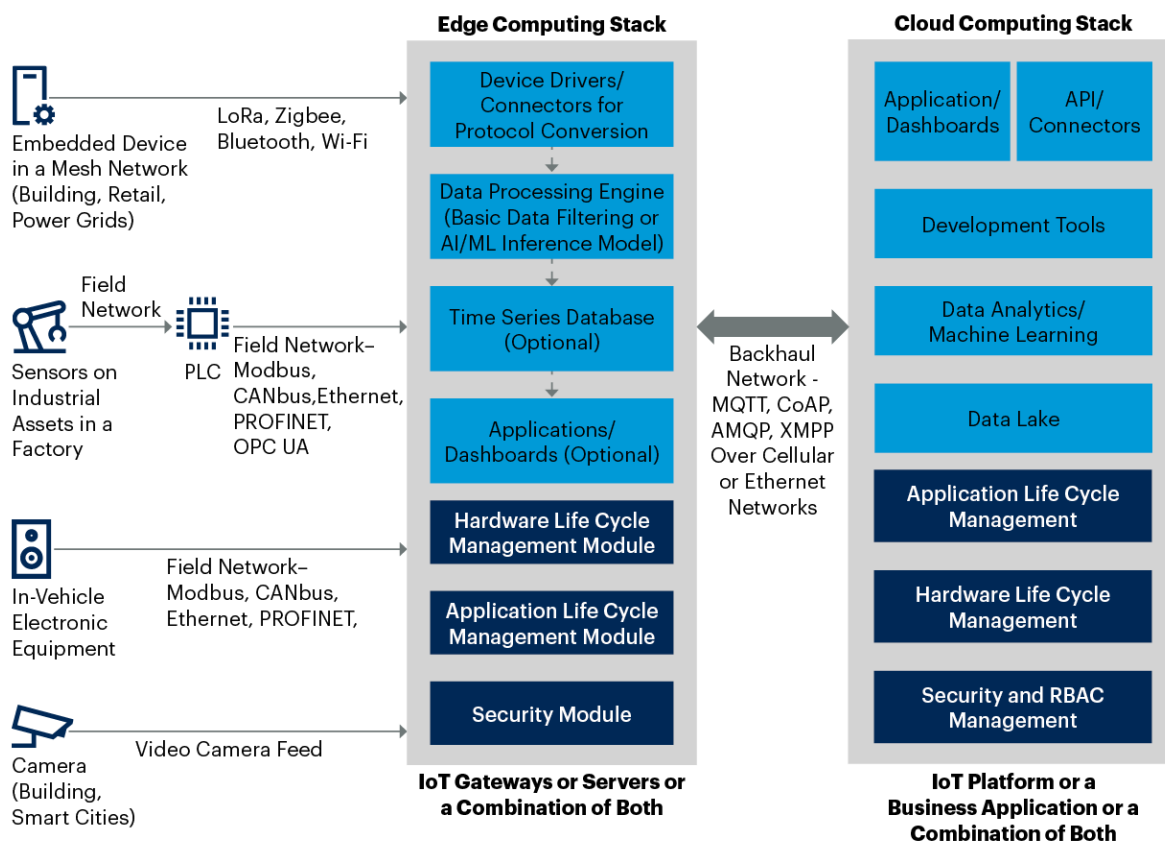 Edge Computing Stack
Cloud Computing Stack
Embedded Device
in a Mesh Network
(Building, Retail,
Power Grids)
LoRa, Zigbee,
Bluetooth, Wi-Fi
Field
Network
Sensors on
Industrial
Assets in a
Factory
PLC
Field Network–
Modbus,
CANbus,Ethernet,
PROFINET,
OPC UA
In-Vehicle
Electronic
Equipment
Field Network–
Modbus, CANbus,
Ethernet, PROFINET,
Camera
(Building,
Smart Cities)
Video Camera Feed
Device Drivers/
Connectors for
Protocol Conversion
Data Processing Engine
(Basic Data Filtering or
AI/ML Inference Model)
Time Series Database
(Optional)
Applications/
Dashboards (Optional)
Hardware Life Cycle
Management Module
Application Life Cycle
Management Module
Security Module
IoT Gateways or Servers or
a Combination of Both
Backhaul
Network -
MQTT, CoAP,
AMQP, XMPP
Over Cellular
or Ethernet
Networks
Application/
Dashboards
API/
Connectors
Development Tools
Data Analytics/
Machine Learning
Data Lake
Application Life Cycle
Management
Hardware Life Cycle
Management
Security and RBAC
Management
IoT Platform or a
Business Application or a
Combination of Both